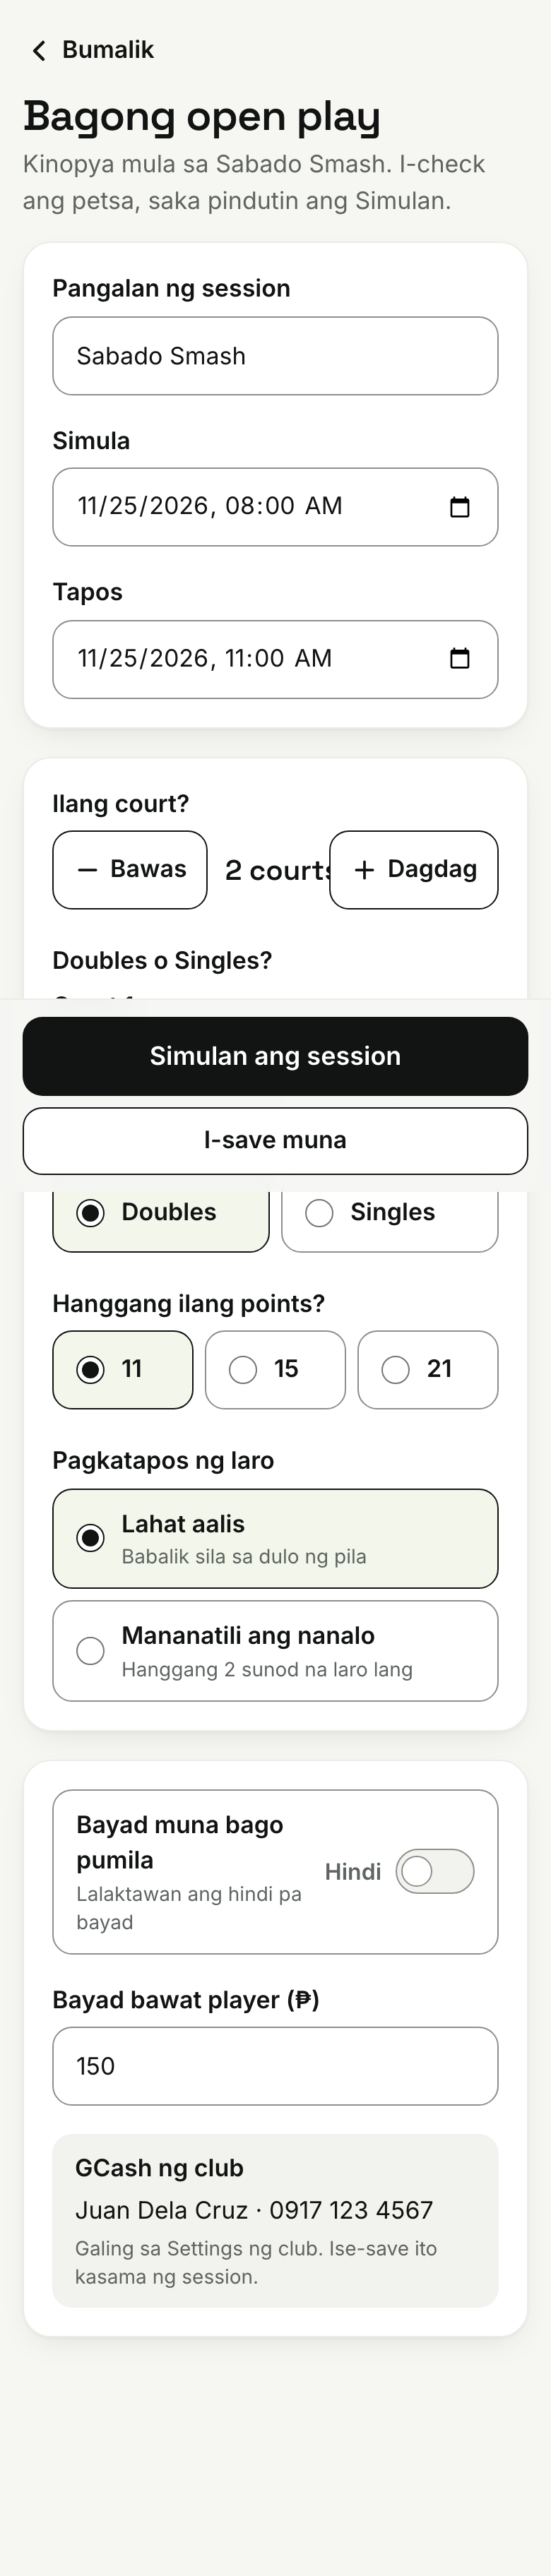 Bumalik
Bagong open play
Kinopya mula sa Sabado Smash. I-check
ang petsa, saka pindutin ang Simulan.
Pangalan ng session
Sabado Smash
Simula
11/25/2026, 08:00 AM
Tapos
11/25/2026, 11:00 AM
Ilang court?
Bawas
2 courts
Dagdag
Doubles o Singles?
Simulan ang session
I-save muna
Doubles
Singles
Hanggang ilang points?
11
15
21
Pagkatapos ng laro
Lahat aalis
Babalik sila sa dulo ng pila
Mananatili ang nanalo
Hanggang 2 sunod na laro lang
Bayad muna bago
pumila
Lalaktawan ang hindi pa
bayad
Hindi
Bayad bawat player (₱)
150
GCash ng club
Juan Dela Cruz · 0917 123 4567
Galing sa Settings ng club. Ise-save ito
kasama ng session.